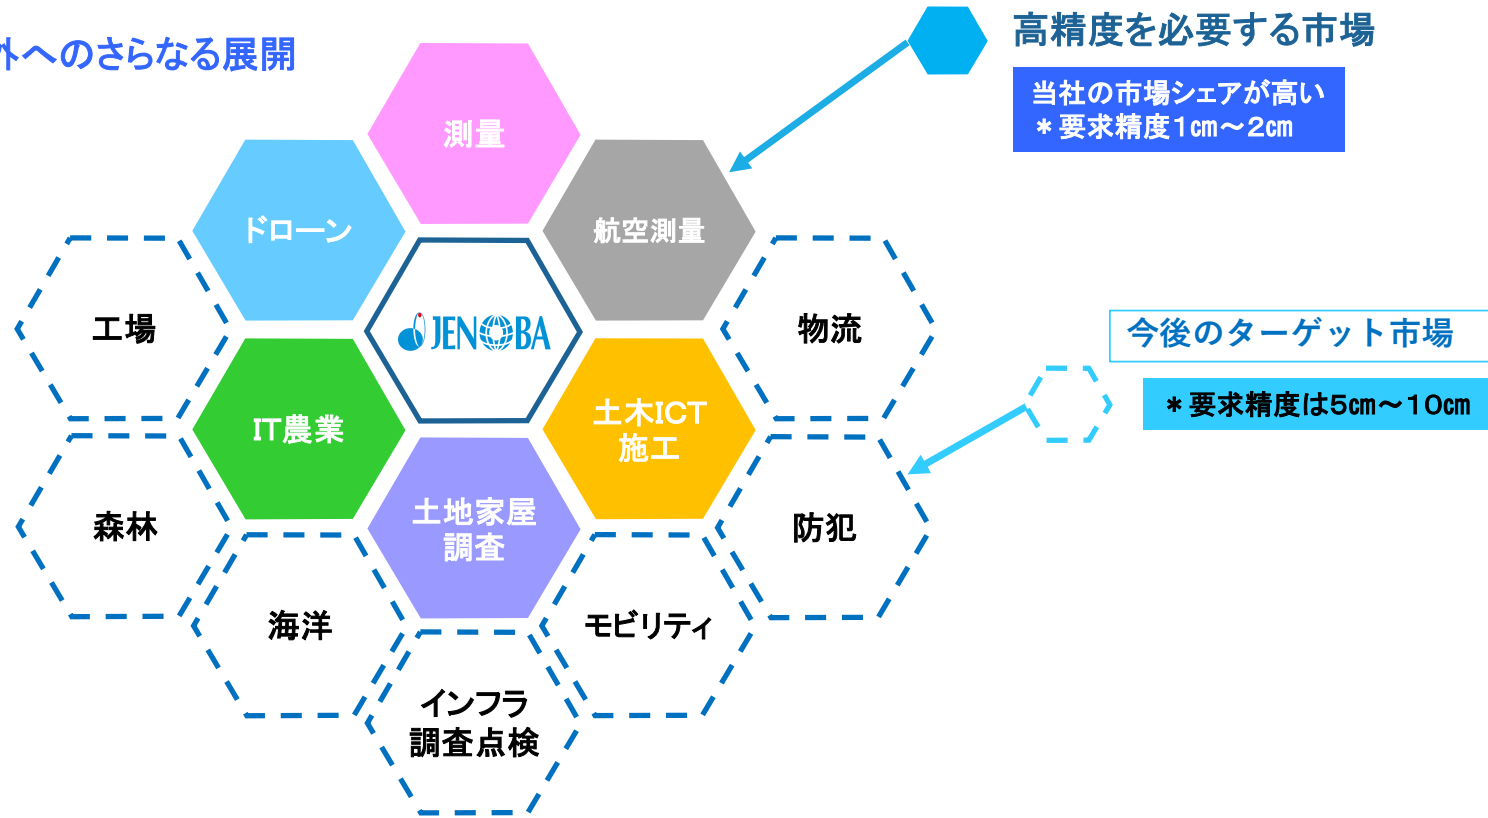 外へのさらなる展開
高精度を必要する市場
当社の市場シェアが高い
＊要求精度1㎝～2㎝
測量
ドローン
航空測量
工場
JENOBA
物流
今後のターゲット市場
＊要求精度は5㎝～10㎝
IT農業
土木ICT
施工
森林
土地家屋
調査
防犯
海洋
モビリティ
インフラ
調査点検